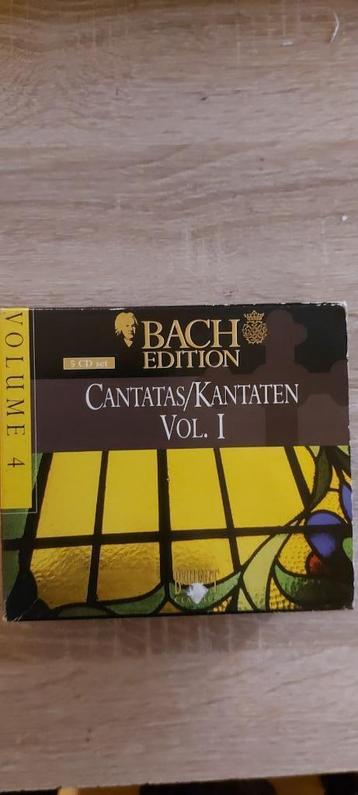 VOLUME 4
BACH
EDITION
5 CD set
CANTATAS/KANTATEN
VOL. I